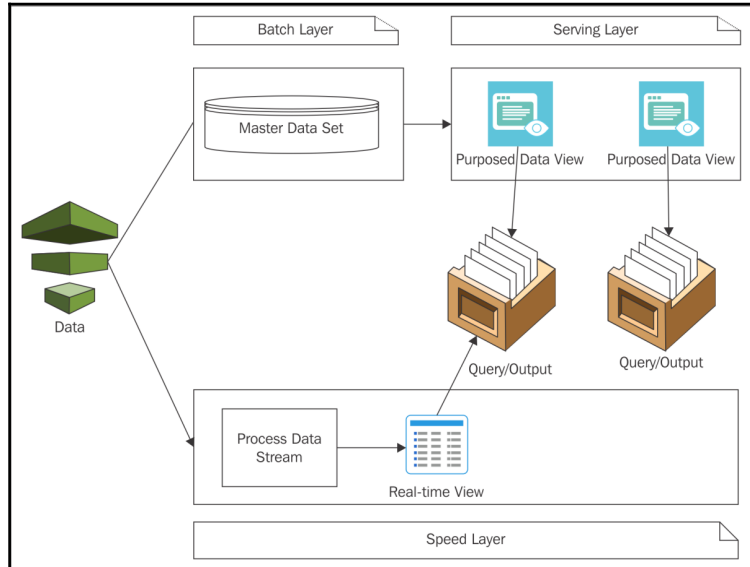 Batch Layer
Serving Layer
Master Data Set
Purposed Data View
Purposed Data View
Data
Query/Output
Query/Output
Process Data
Stream
Real-time View
Speed Layer